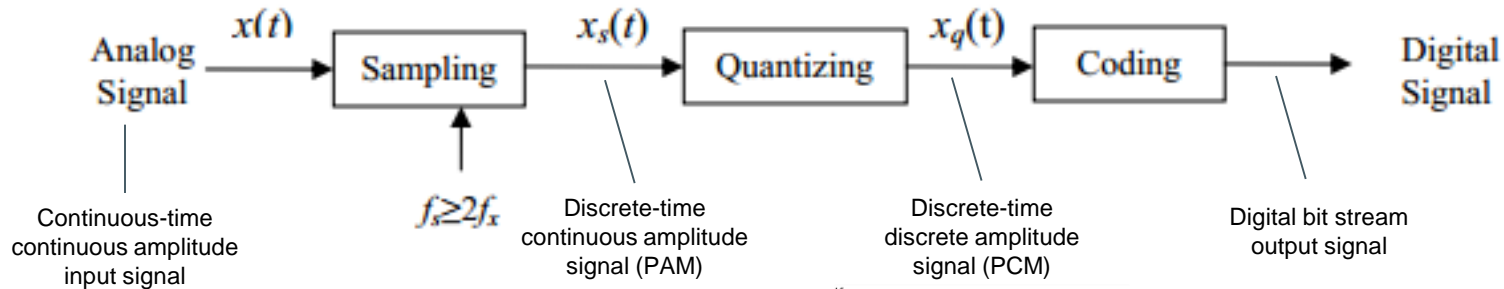 Analog
Signal
x(t)
Sampling
fs≥2fx
xs(t)
Quantizing
xq(t)
Coding
Digital
Signal
Continuous-time
continuous amplitude
input signal
Discrete-time
continuous amplitude
signal (PAM)
Discrete-time
discrete amplitude
signal (PCM)
Digital bit stream
output signal